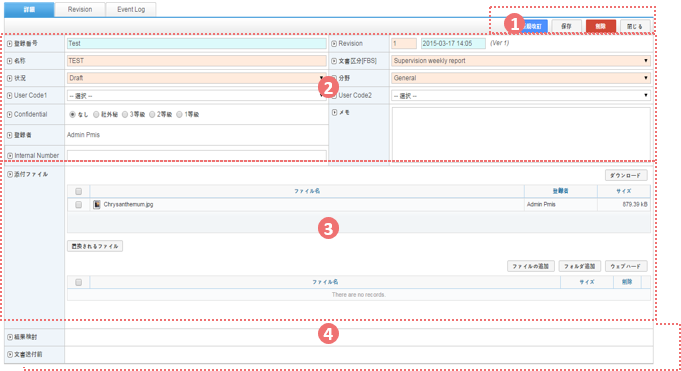 詳細 Revision Event Log
1
改訂 保存 削除 閉じる
登録番号 Test Revision 1 2015-03-17 14:05 (Ver 1)
名称 TEST 文書区分[FBS] Supervision weekly report
状況 Draft 分野 General
2
User Code1 -- 選択 -- User Code2 -- 選択 --
Confidential なし 社外秘 3等級 2等級 1等級 メモ
登録者 Admin Pmis
Internal Number
添付ファイル ダウンロード
ファイル名 登録者 サイズ
Chrysanthemum.jpg Admin Pmis 879.39 kB
3
置換されるファイル
ファイルの追加 フォルダ追加 ウェブハード
ファイル名 サイズ 削除
There are no records.
4
結果検討
文書添付前